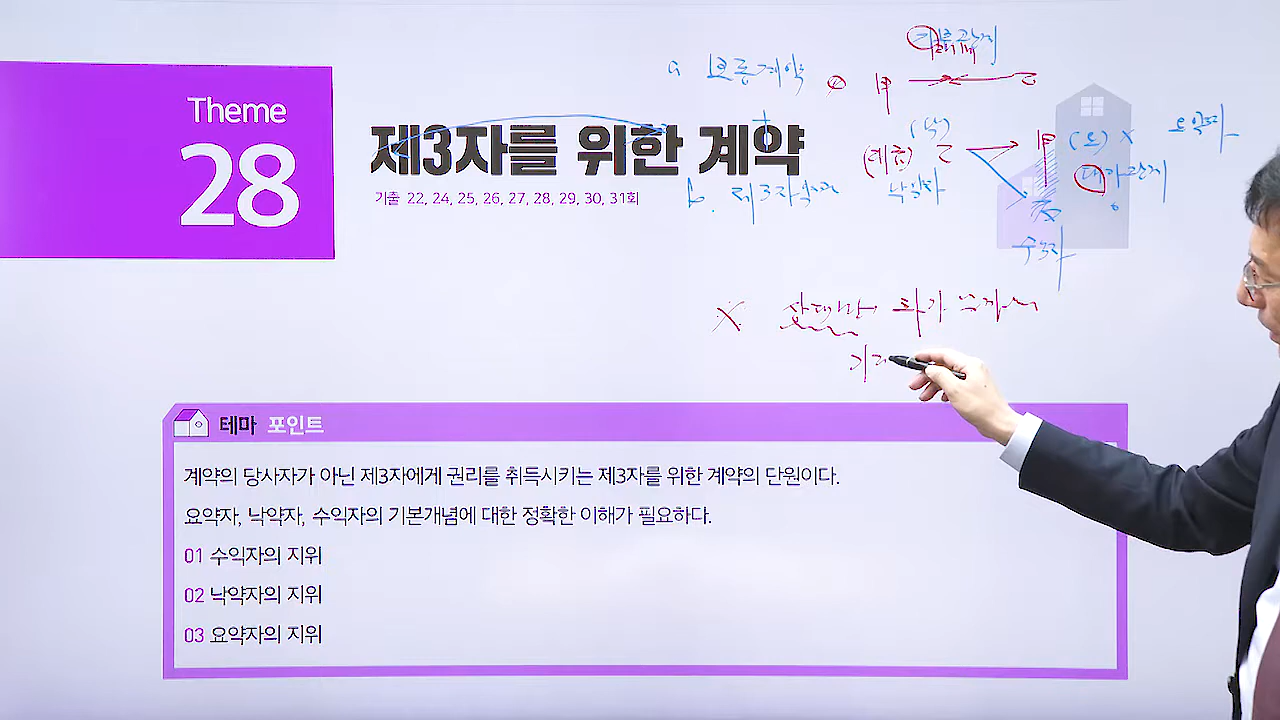 Theme
28
제3자를 위한 계약
기출 22, 24, 25, 26, 27, 28, 29, 30, 31회
a 보통계약
기본관계
b. 제3자약관
(낙)
낙약자
(요) X
요약자
대가관계
수익자
X 상대방
테마 포인트
계약의 당사자가 아닌 제3자에게 권리를 취득시키는 제3자를 위한 계약의 단원이다.
요약자, 낙약자, 수익자의 기본개념에 대한 정확한 이해가 필요하다.
01 수익자의 지위
02 낙약자의 지위
03 요약자의 지위